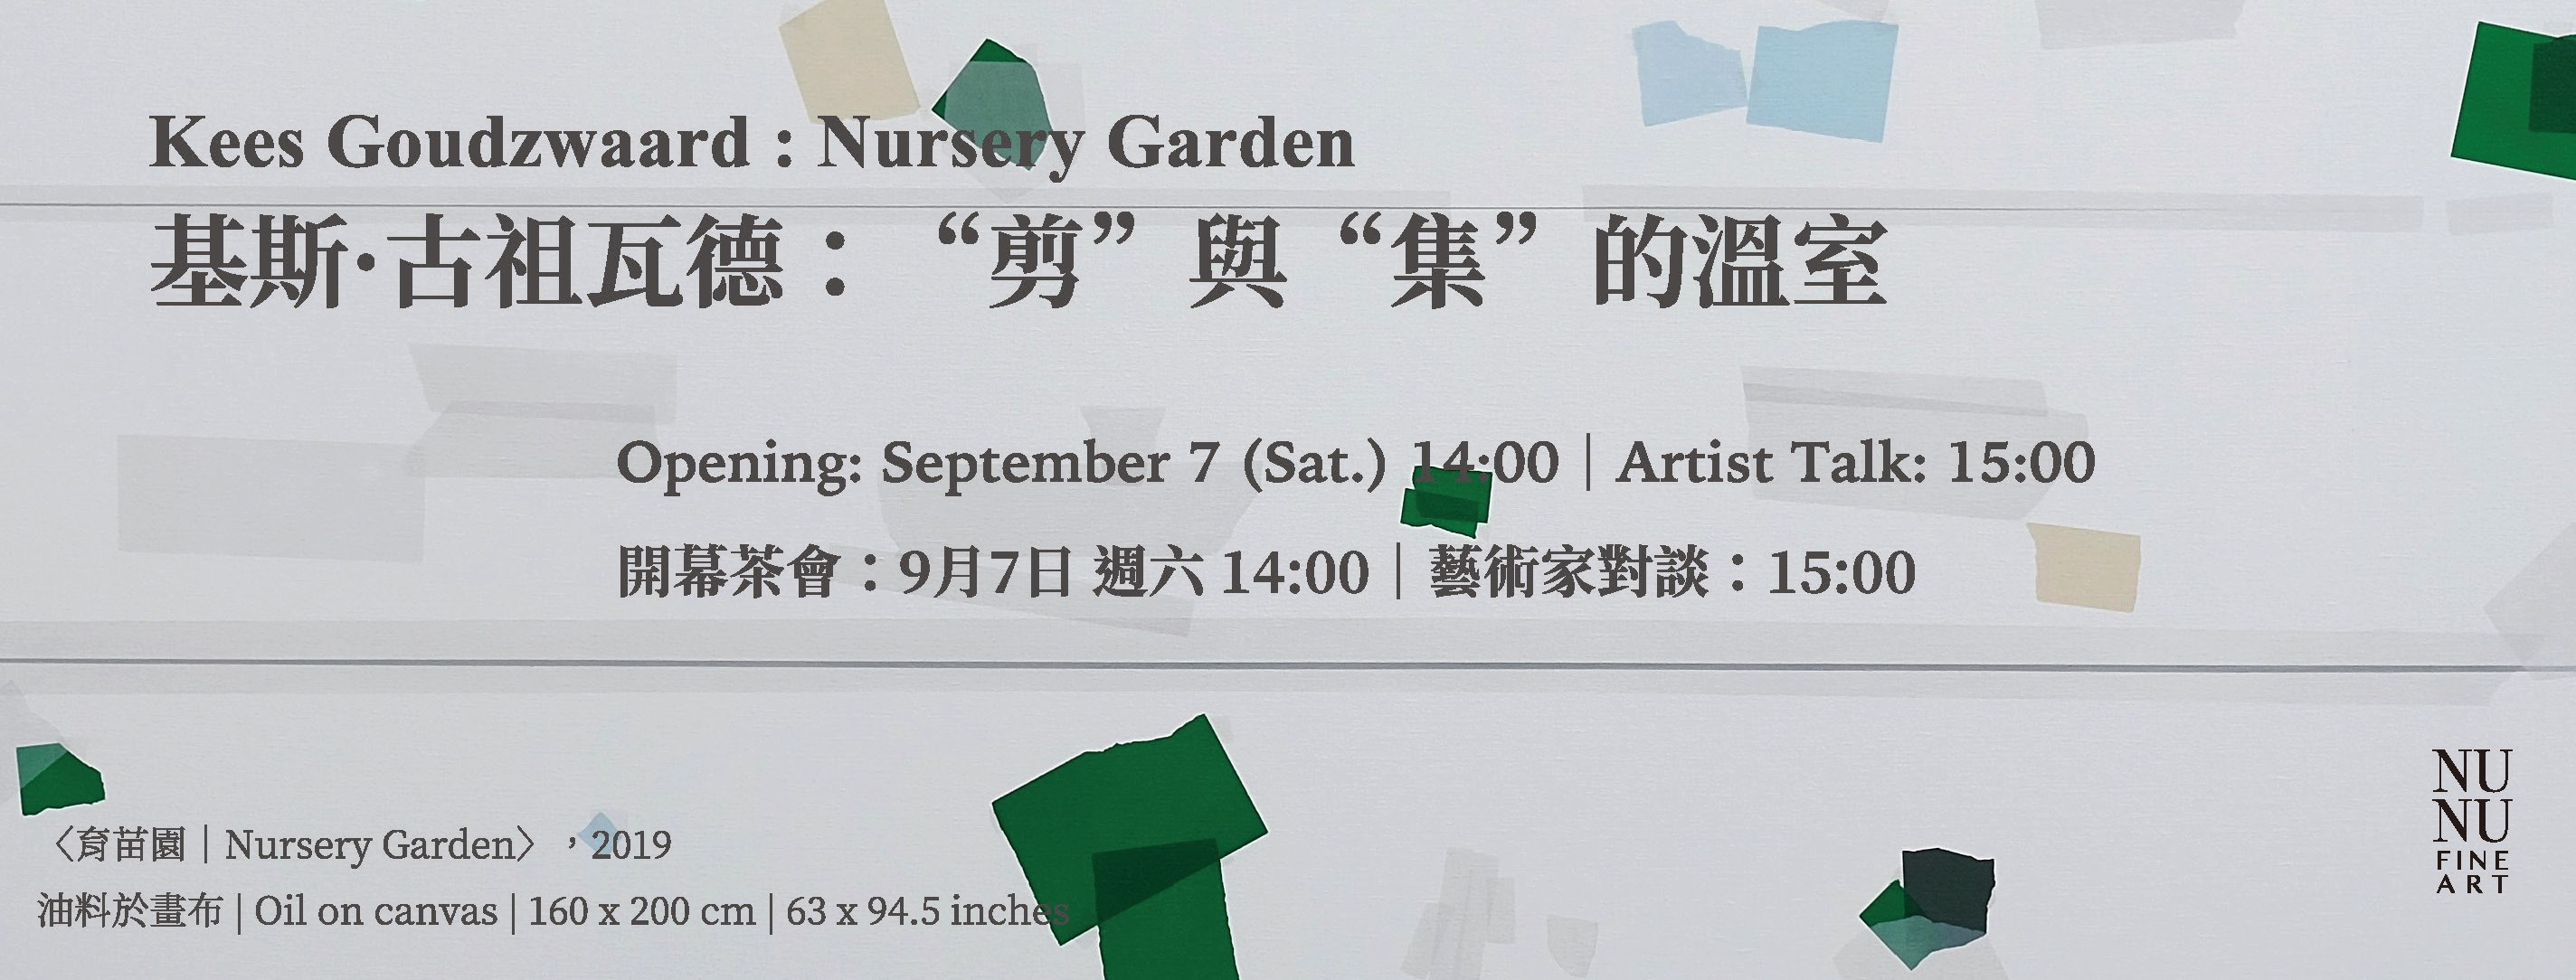 Kees Goudzwaard : Nursery Garden
基斯·古祖瓦德：“剪”與“集”的溫室
Opening: September 7 (Sat.) 14:00｜Artist Talk: 15:00
開幕茶會：9月7日 週六 14:00｜藝術家對談：15:00
〈育苗園｜Nursery Garden〉，2019
油料於畫布 | Oil on canvas | 160 x 200 cm | 63 x 94.5 inches
NU
NU
FINE
ART